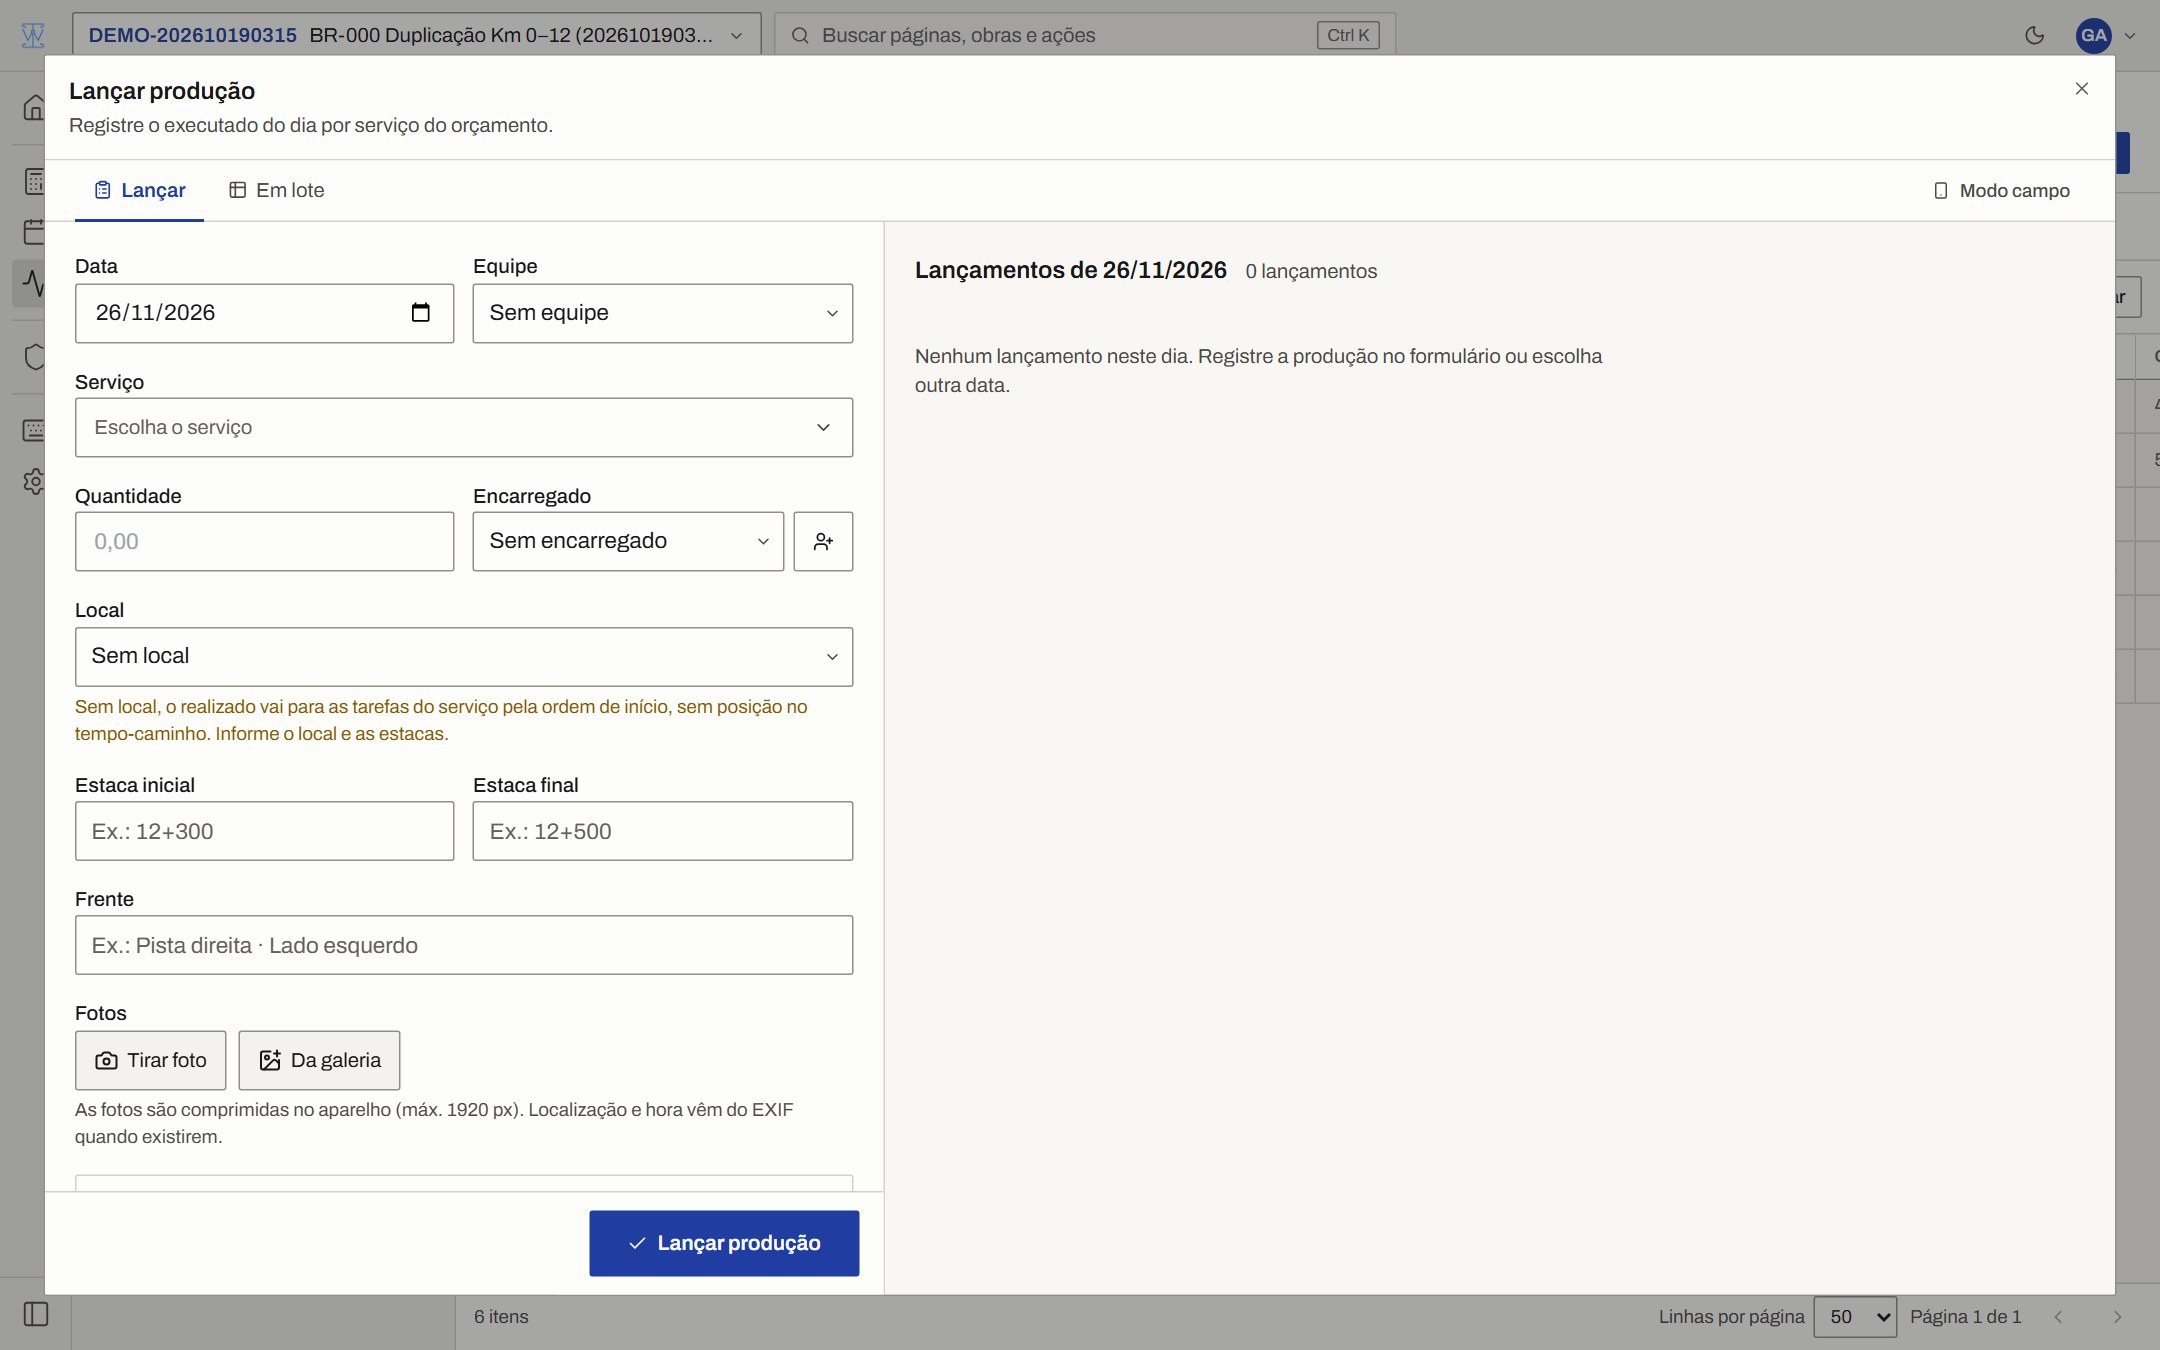 DEMO-202610190315 BR-000 Duplicação Km 0–12 (2026101903...
Buscar páginas, obras e ações
Ctrl K
GA
Lançar produção
Registre o executado do dia por serviço do orçamento.
Lançar
Em lote
Modo campo
Data
Equipe
26/11/2026
Sem equipe
Serviço
Escolha o serviço
Quantidade
Encarregado
0,00
Sem encarregado
Local
Sem local
Sem local, o realizado vai para as tarefas do serviço pela ordem de início, sem posição no
tempo-caminho. Informe o local e as estacas.
Estaca inicial
Estaca final
Ex.: 12+300
Ex.: 12+500
Frente
Ex.: Pista direita · Lado esquerdo
Fotos
Tirar foto
Da galeria
As fotos são comprimidas no aparelho (máx. 1920 px). Localização e hora vêm do EXIF
quando existirem.
Lançar produção
Lançamentos de 26/11/2026 0 lançamentos
Nenhum lançamento neste dia. Registre a produção no formulário ou escolha
outra data.
6 itens
Linhas por página
50
Página 1 de 1